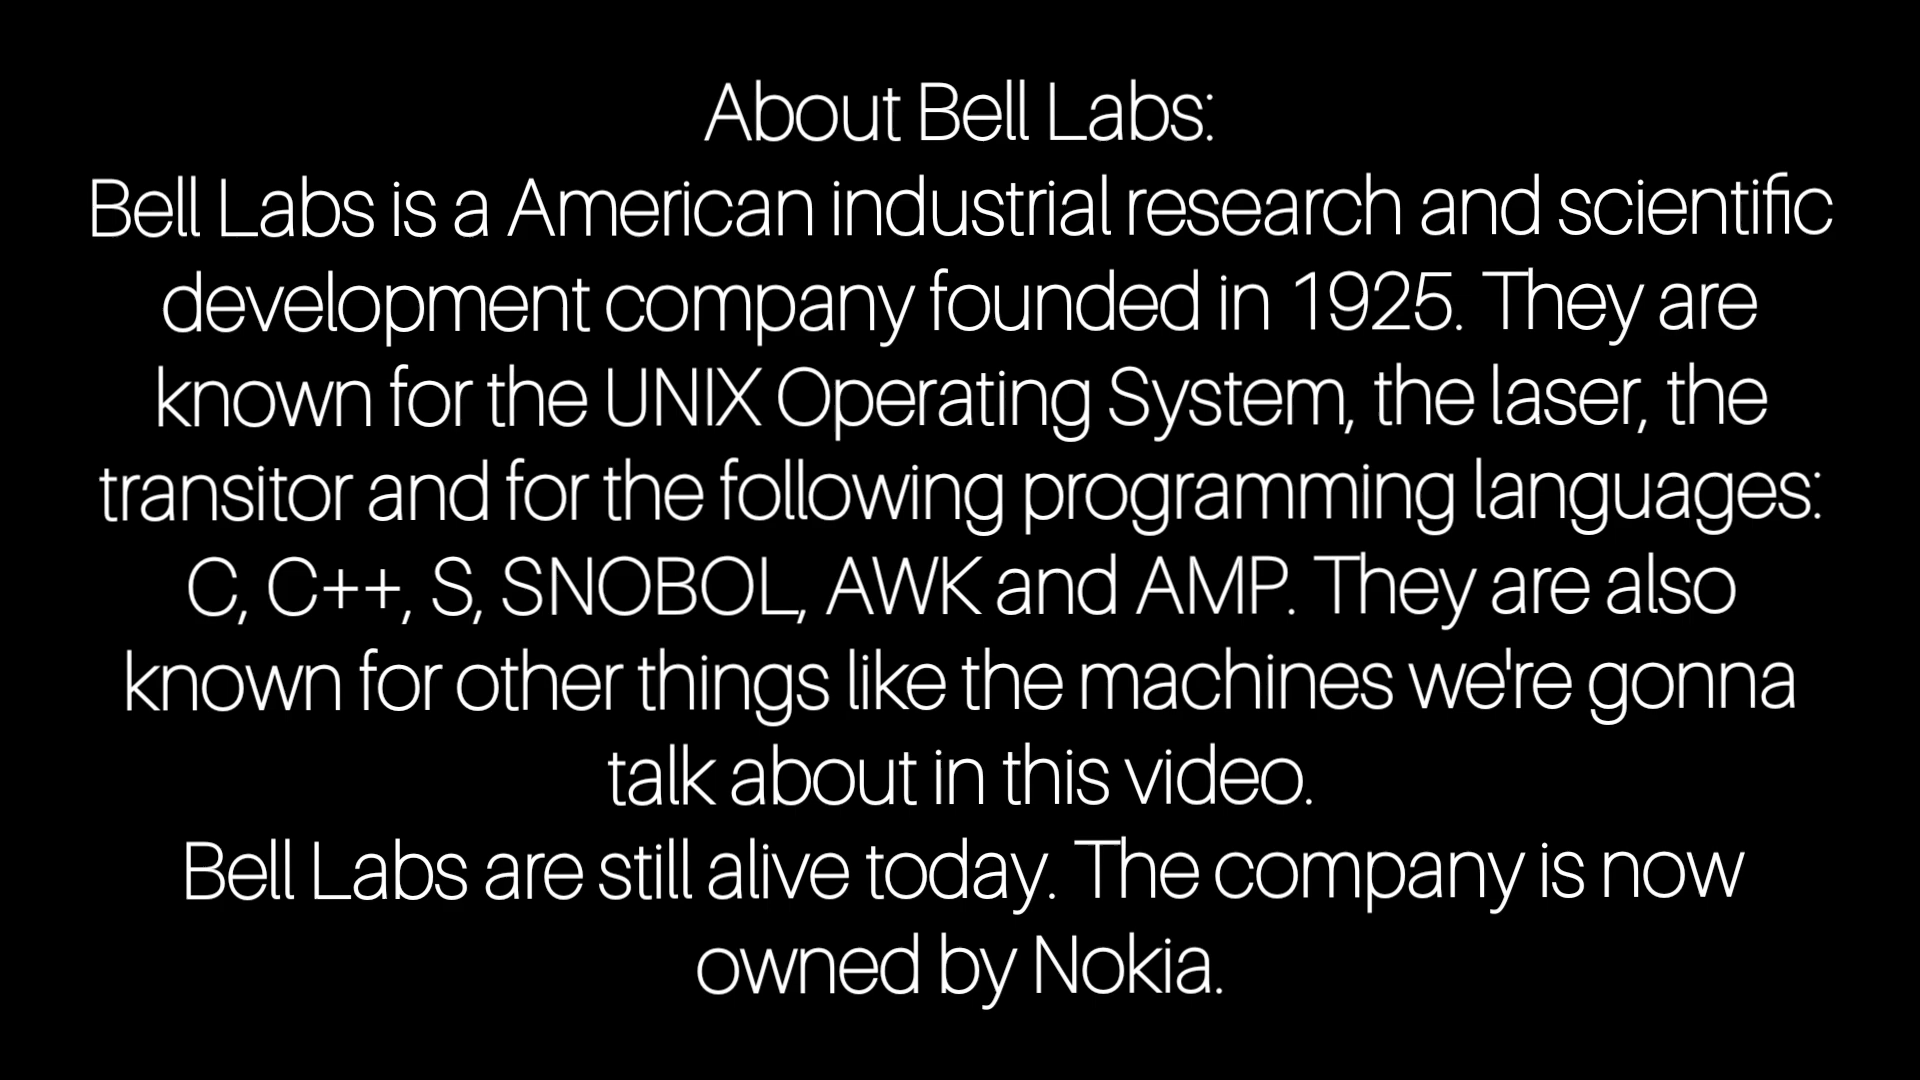 About Bell Labs:
Bell Labs is a American industrial research and scientific
development company founded in 1925. They are
known for the UNIX Operating System, the laser, the
transitor and for the following programming languages:
C, C++, S, SNOBOL, AWK and AMP. They are also
known for other things like the machines we're gonna
talk about in this video.
Bell Labs are still alive today. The company is now
owned by Nokia.